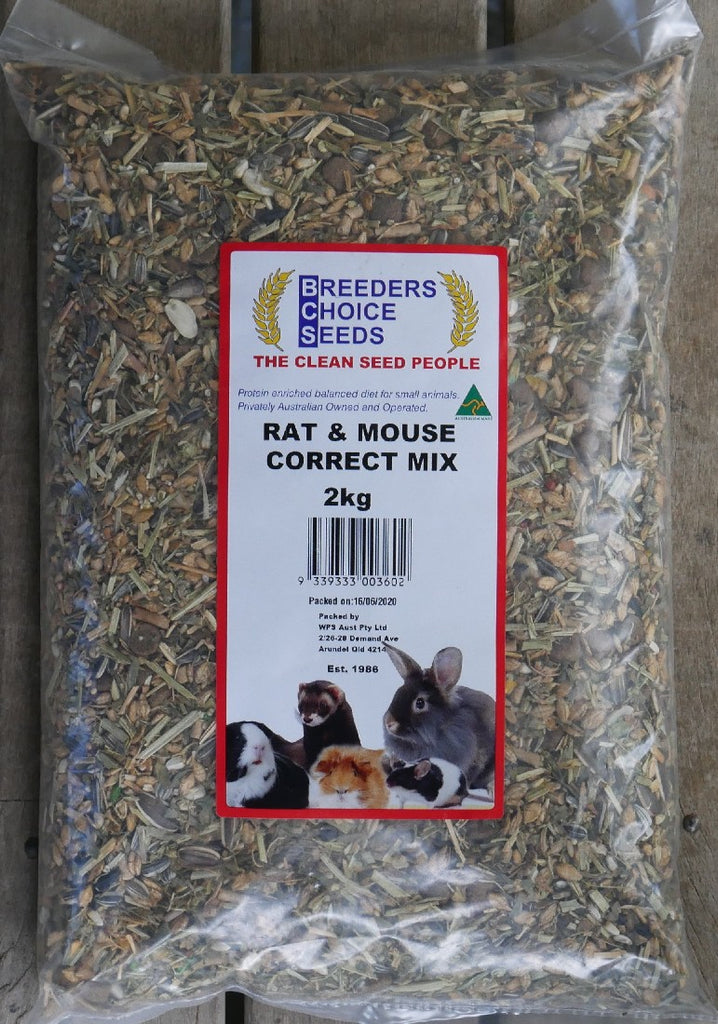 BREEDERS
CHOICE
SEEDS
THE CLEAN SEED PEOPLE
Protein enriched balanced diet for small animals.
Privately Australian Owned and Operated.
RAT & MOUSE
CORRECT MIX
2kg
9 339333 003602
Packed on:16/06/2020
Packed by
WPS Aust Pty Ltd
2/26-28 Demand Ave
Arundel Qld 4214
Est. 1986